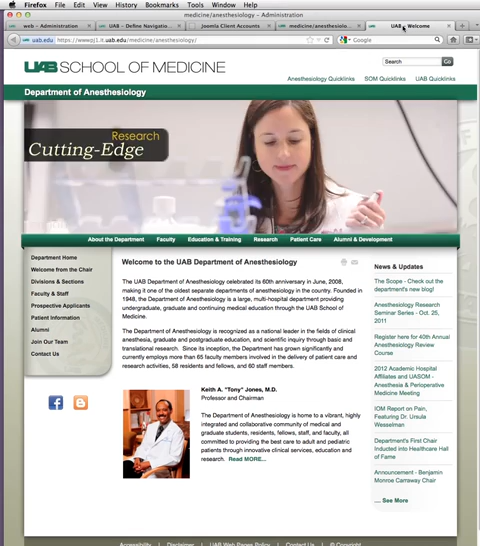 Firefox File Edit View History Bookmarks Tools Window Help
medicine/anesthesiology - Administration
web - Administration
UAB - Define Navigatio...
Joomla Client Accounts
medicine/anesthesiolo...
UAB - Welcome
uab.edu
https://wwwpj1.it.uab.edu/medicine/anesthesiology/
Google
UAB SCHOOL OF MEDICINE
Search
Go
Anesthesiology Quicklinks SOM Quicklinks UAB Quicklinks
Department of Anesthesiology
Research
Cutting-Edge
About the Department Faculty Education & Training Research Patient Care Alumni & Development
Department Home
Welcome from the Chair
Divisions & Sections
Faculty & Staff
Prospective Applicants
Patient Information
Alumni
Join Our Team
Contact Us
Welcome to the UAB Department of Anesthesiology
The UAB Department of Anesthesiology celebrated its 60th anniversary in June, 2008,
making it one of the oldest separate departments of anesthesiology in the country. Founded in
1948, the Department of Anesthesiology is a large, multi-hospital department providing
undergraduate, graduate and continuing medical education through the UAB School of
Medicine.
The Department of Anesthesiology is recognized as a national leader in the fields of clinical
anesthesia, graduate and postgraduate education, and scientific inquiry through basic and
translational research. Since its inception, the Department has grown significantly and
currently employs more than 65 faculty members involved in the delivery of patient care and
research activities, 58 residents and fellows, and 60 staff members.
Keith A. "Tony" Jones, M.D.
Professor and Chairman
The Department of Anesthesiology is home to a vibrant, highly
integrated and collaborative community of medical and
graduate students, residents, fellows, staff, and faculty, all
committed to providing the best care to adult and pediatric
patients through innovative clinical services, education and
research. Read MORE...
News & Updates
The Scope - Check out the
department's new blog!
Anesthesiology Research
Seminar Series - Oct. 25,
2011
Register here for 40th Annual
Anesthesiology Review
Course
2012 Academic Hospital
Affiliates and UASOM -
Anesthesia & Perioperative
Medicine Meeting
IOM Report on Pain,
Featuring Dr. Ursula
Wesselman
Department's First Chair
Inducted into Healthcare Hall
of Fame
Announcement - Benjamin
Monroe Carraway Chair
.... See More
Accessibility | Disclaimer | UAB Web Pages Policy | Contact Us | © Copyright